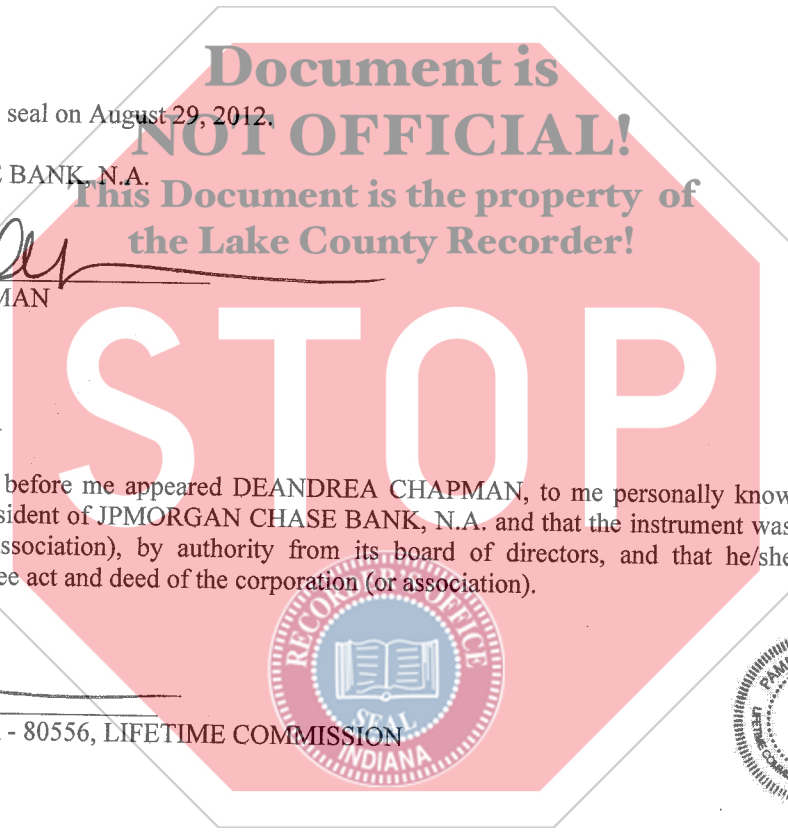 Document is
seal on August 29, 2012.
NOT OFFICIAL!
BANK, N.A.
This Document is the property of
the Lake County Recorder!
MAN
STOP
before me appeared DEANDREA CHAPMAN, to me personally know
sident of JPMORGAN CHASE BANK, N.A. and that the instrument was
ssociation), by authority from its board of directors, and that he/she
ee act and deed of the corporation (or association).
RECORDER'S OFFICE
SEAL
INDIANA
- 80556, LIFETIME COMMISSION
PAM
LIFETIME COMMIS